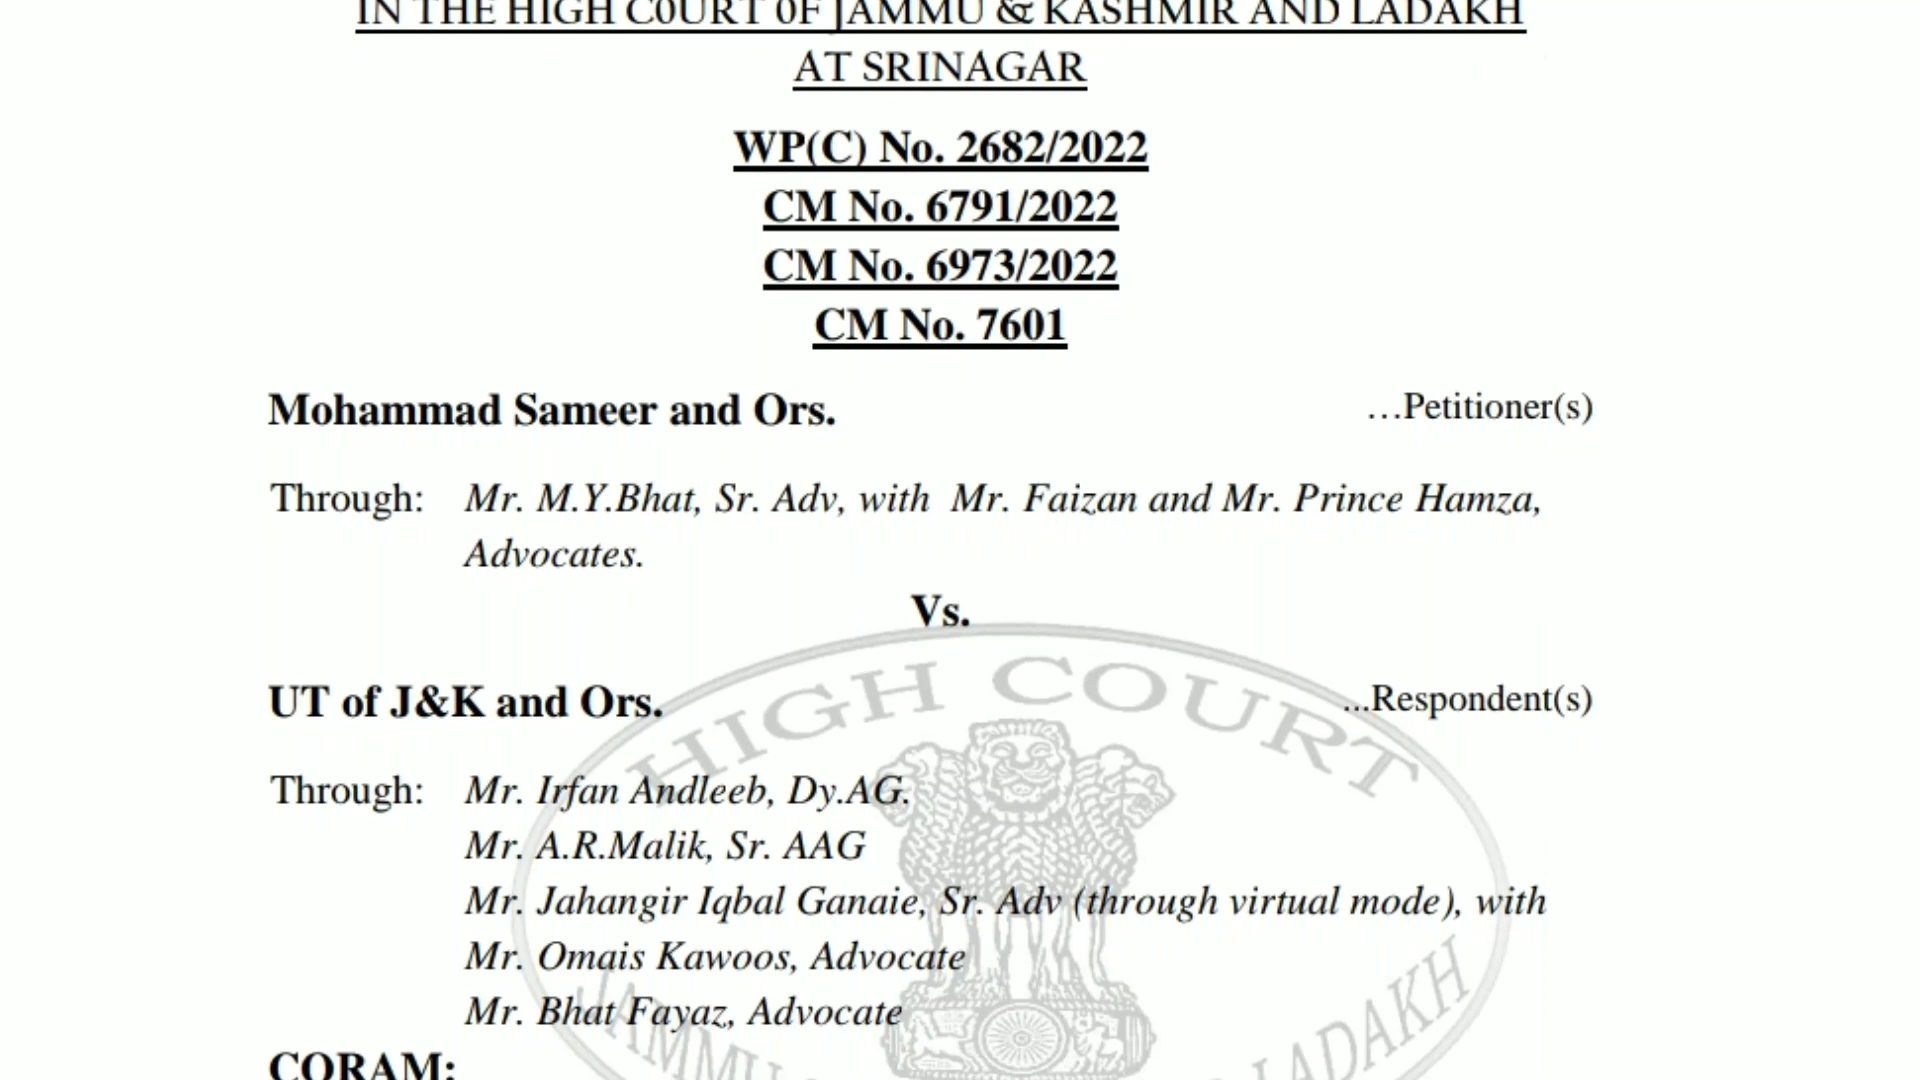 IN THE HIGH C0URT 0F JAMMU & KASHMIR AND LADAKH
AT SRINAGAR
WP(C) No. 2682/2022
CM No. 6791/2022
CM No. 6973/2022
CM No. 7601
Mohammad Sameer and Ors. …Petitioner(s)
Through: Mr. M.Y.Bhat, Sr. Adv, with Mr. Faizan and Mr. Prince Hamza,
Advocates.
Vs.
UT of J&K and Ors. ...Respondent(s)
Through: Mr. Irfan Andleeb, Dy.AG.
Mr. A.R.Malik, Sr. AAG
Mr. Jahangir Iqbal Ganaie, Sr. Adv (through virtual mode), with
Mr. Omais Kawoos, Advocate
Mr. Bhat Fayaz, Advocate
CORAM:
HIGH COURT
JAMMU
LADAKH